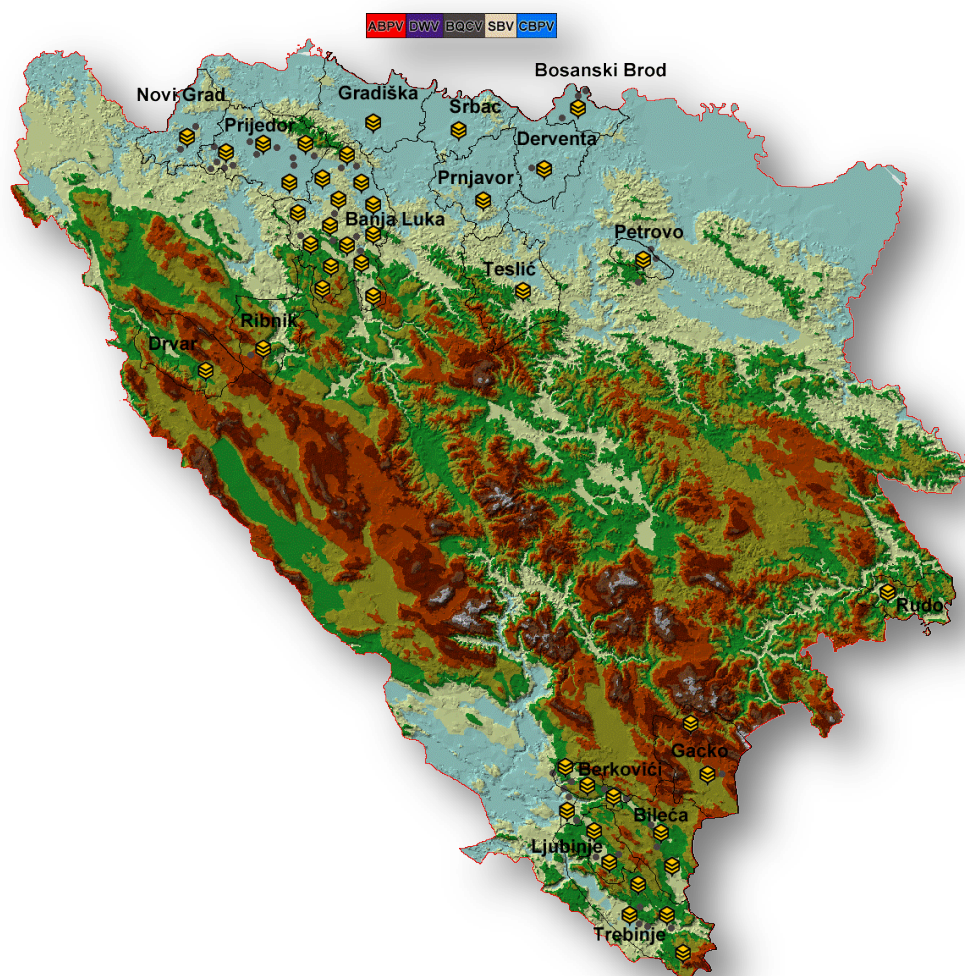 ABPV DWV BQCV SBV CBPV
Bosanski Brod
Novi Grad
Gradiška
Srbac
Prijedor
Derventa
Prnjavor
Banja Luka
Petrovo
Teslić
Ribnik
Drvar
Rudo
Gacko
Berkovići
Bileća
Ljubinje
Trebinje